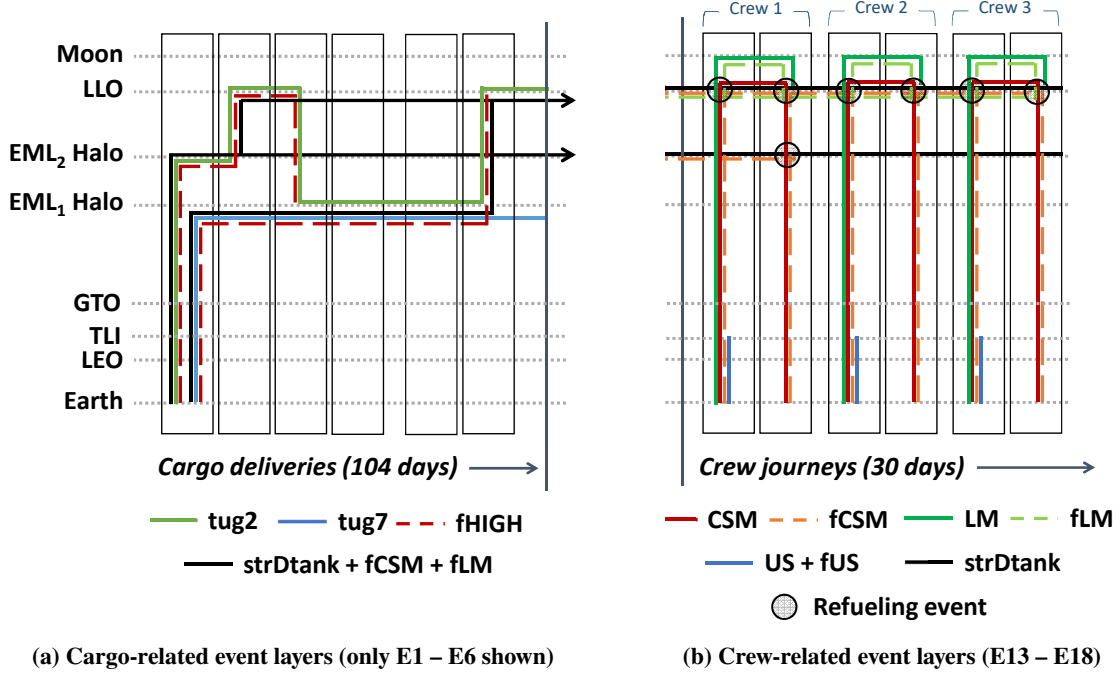 Crew 1
Crew 2
Crew 3
Moon
LLO
EML2 Halo
EML1 Halo
GTO
TLI
LEO
Earth
Cargo deliveries (104 days)
Crew journeys (30 days)
tug2
tug7
fHIGH
strDtank + fCSM + fLM
CSM
fCSM
LM
fLM
US + fUS
strDtank
Refueling event
(a) Cargo-related event layers (only E1 – E6 shown)
(b) Crew-related event layers (E13 – E18)